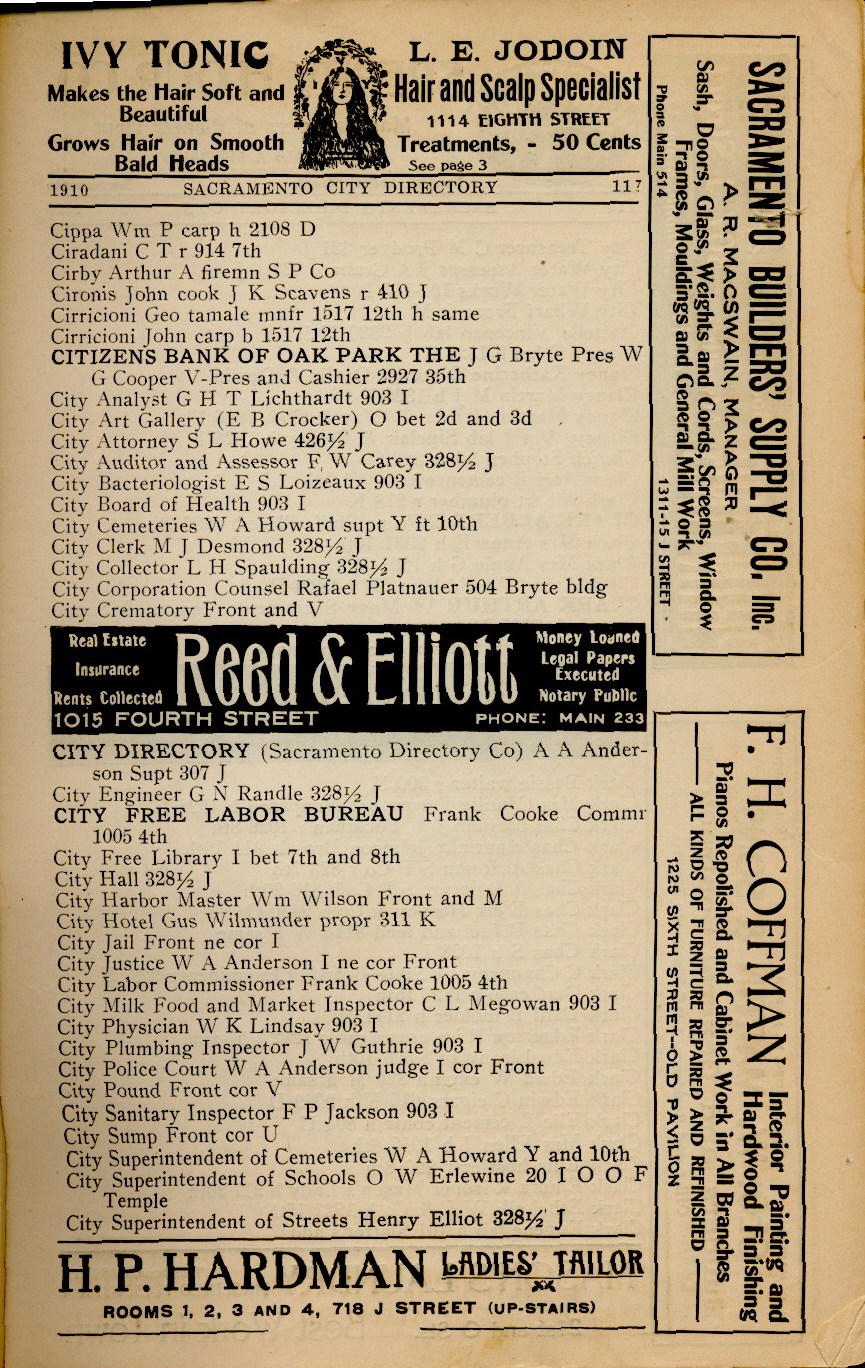 IVY TONIC
Makes the Hair Soft and
Beautiful
Grows Hair on Smooth
Bald Heads
L. E. JODOIN
Hair and Scalp Specialist
1114 EIGHTH STREET
Treatments, - 50 Cents
See page 3
1910 SACRAMENTO CITY DIRECTORY 117
Cippa Wm P carp h 2108 D
Ciradani C T r 914 7th
Cirby Arthur A firemn S P Co
Cironis John cook J K Scavens r 410 J
Cirricioni Geo tamale mnfr 1517 12th h same
Cirricioni John carp b 1517 12th
CITIZENS BANK OF OAK PARK THE J G Bryte Pres W
G Cooper V-Pres and Cashier 2927 35th
City Analyst G H T Lichthardt 903 I
City Art Gallery (E B Crocker) O bet 2d and 3d
City Attorney S L Howe 426½ J
City Auditor and Assessor F W Carey 328½ J
City Bacteriologist E S Loizeaux 903 I
City Board of Health 903 I
City Cemeteries W A Howard supt Y ft 10th
City Clerk M J Desmond 328½ J
City Collector L H Spaulding 328½ J
City Corporation Counsel Rafael Platnauer 504 Bryte bldg
City Crematory Front and V
Real Estate
Insurance
Rents Collected
Reed & Elliott
Money Loaned
Legal Papers
Executed
Notary Public
1015 FOURTH STREET PHONE: MAIN 233
CITY DIRECTORY (Sacramento Directory Co) A A Ander-
son Supt 307 J
City Engineer G N Randle 328½ J
CITY FREE LABOR BUREAU Frank Cooke Commr
1005 4th
City Free Library I bet 7th and 8th
City Hall 328½ J
City Harbor Master Wm Wilson Front and M
City Hotel Gus Wilmunder propr 311 K
City Jail Front ne cor I
City Justice W A Anderson I ne cor Front
City Labor Commissioner Frank Cooke 1005 4th
City Milk Food and Market Inspector C L Megowan 903 I
City Physician W K Lindsay 903 I
City Plumbing Inspector J W Guthrie 903 I
City Police Court W A Anderson judge I cor Front
City Pound Front cor V
City Sanitary Inspector F P Jackson 903 I
City Sump Front cor U
City Superintendent of Cemeteries W A Howard Y and 10th
City Superintendent of Schools O W Erlewine 20 I O O F
Temple
City Superintendent of Streets Henry Elliot 328½ J
H. P. HARDMAN LADIES' TAILOR
ROOMS 1, 2, 3 AND 4, 718 J STREET (UP-STAIRS)
SACRAMENTO BUILDERS' SUPPLY CO. Inc.
A. R. MACSWAIN, MANAGER
Sash, Doors, Glass, Weights and Cords, Screens, Window
Frames, Mouldings and General Mill Work
Phone Main 514 1311-15 J STREET
F. H. COFFMAN Interior Painting and
Hardwood Finishing
Pianos Repolished and Cabinet Work in All Branches
ALL KINDS OF FURNITURE REPAIRED AND REFINISHED
1225 SIXTH STREET--OLD PAVILION